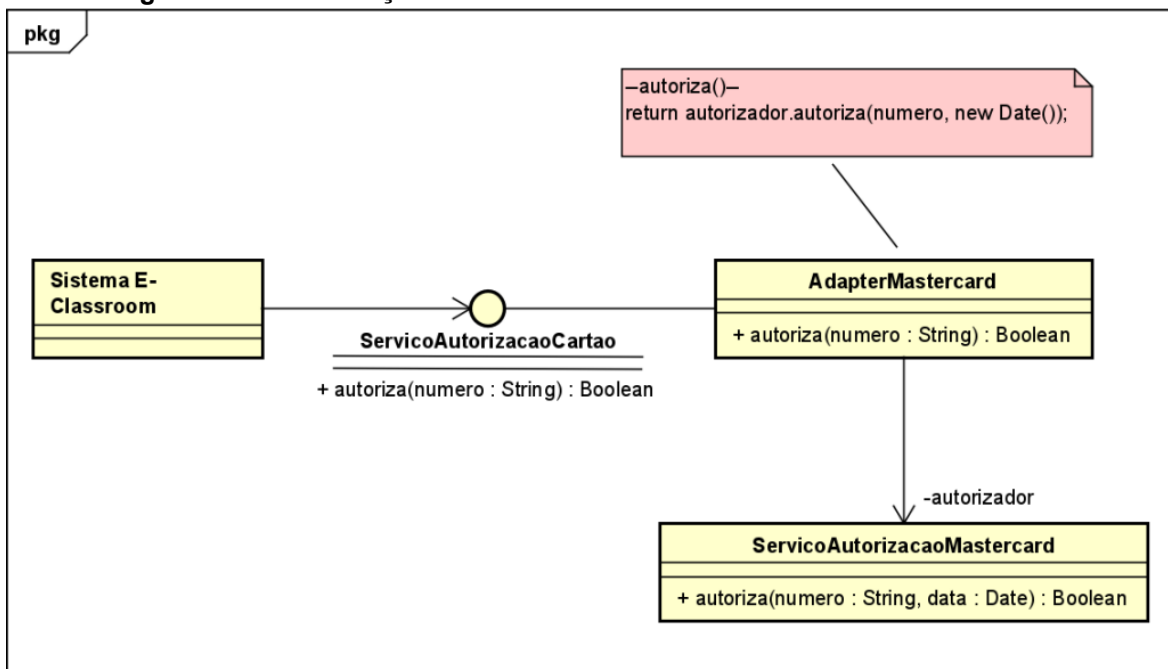 pkg
–autoriza()–
return autorizador.autoriza(numero, new Date());
Sistema E-
Classroom
ServicoAutorizacaoCartao
+ autoriza(numero : String) : Boolean
AdapterMastercard
+ autoriza(numero : String) : Boolean
-autorizador
ServicoAutorizacaoMastercard
+ autoriza(numero : String, data : Date) : Boolean